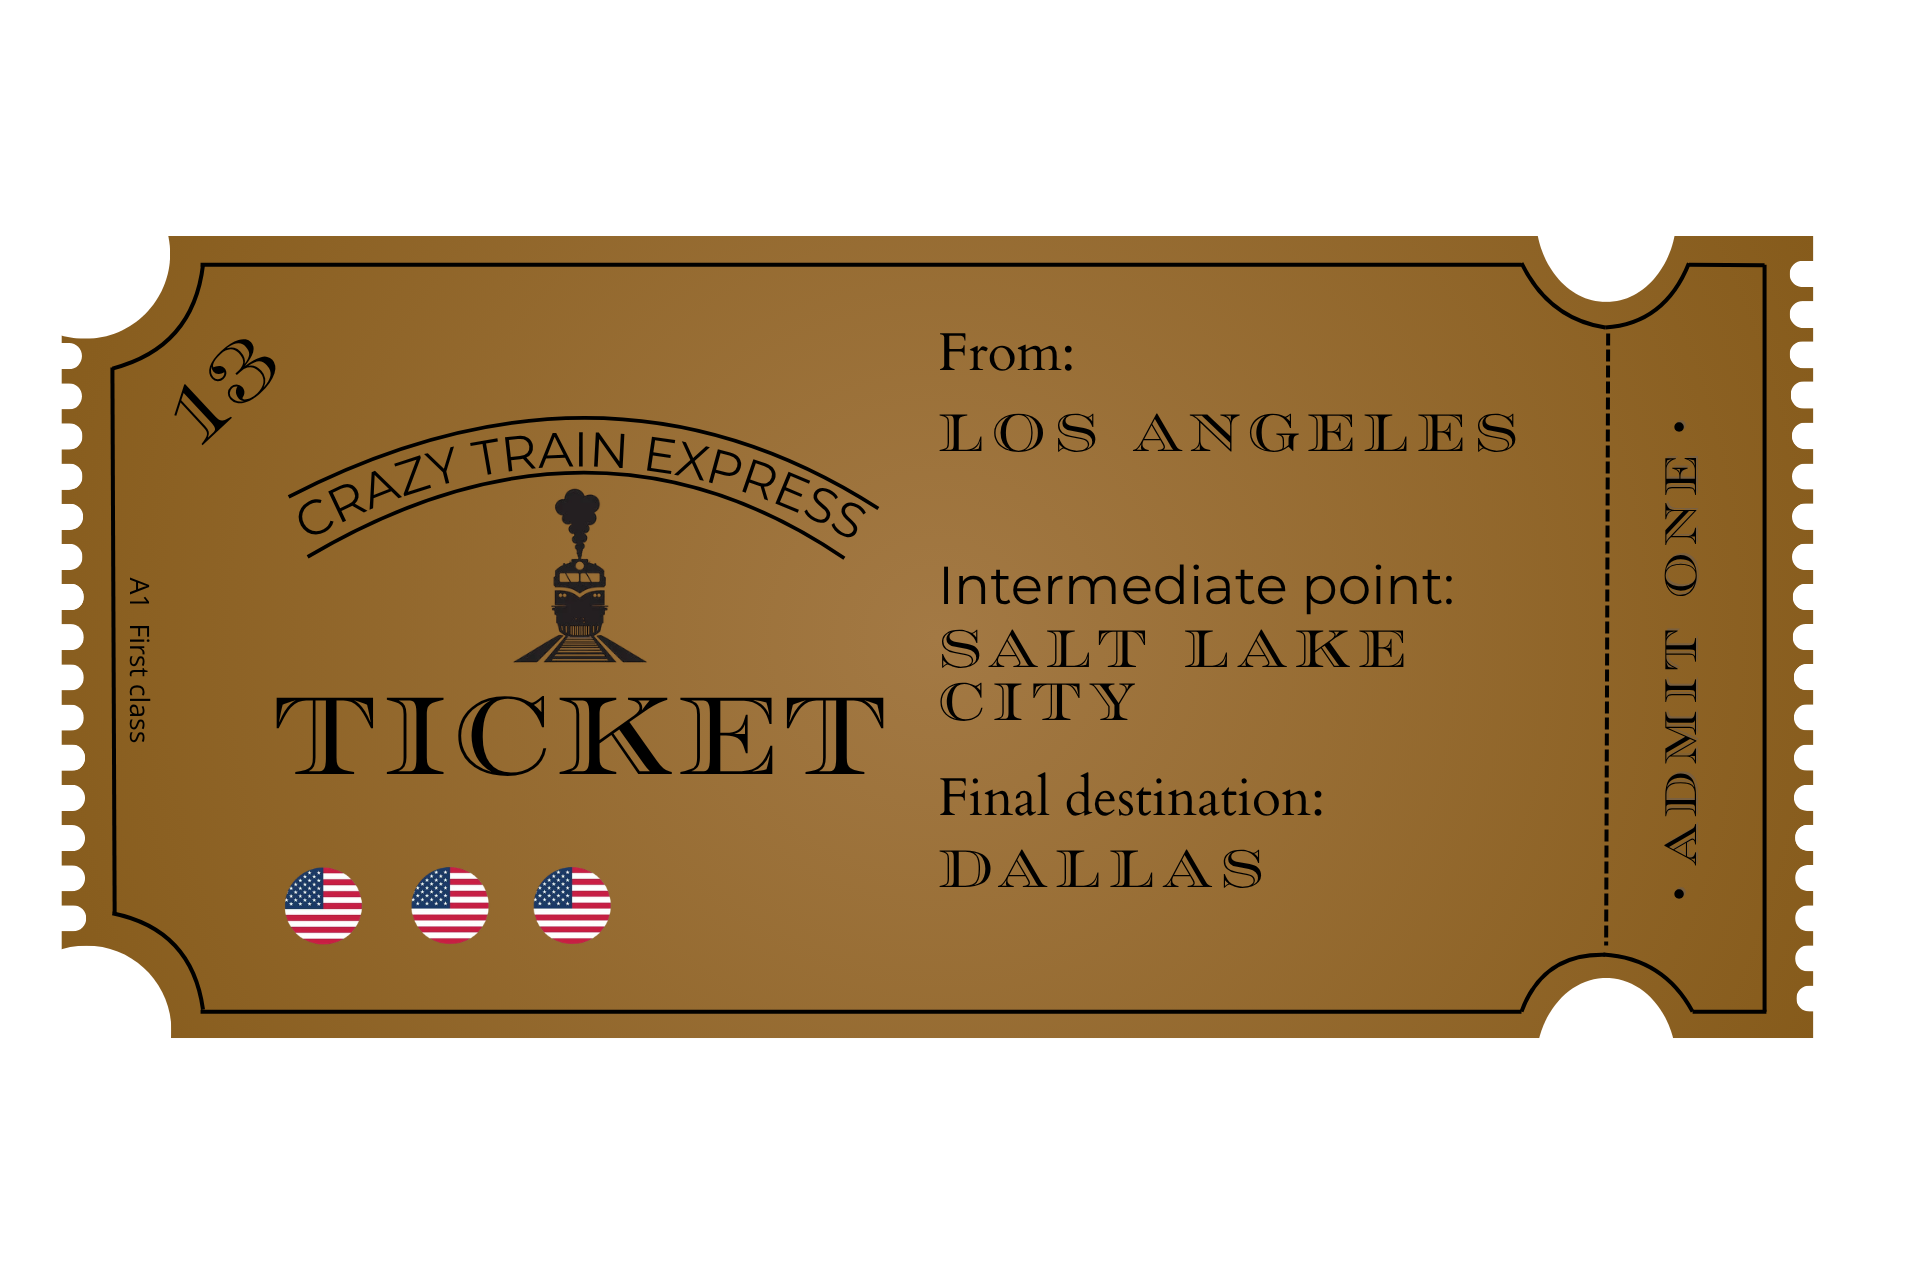 13
CRAZY TRAIN EXPRESS
TICKET
A1 First class
From:
LOS ANGELES
Intermediate point:
SALT LAKE
CITY
Final destination:
DALLAS
• ADMIT ONE •